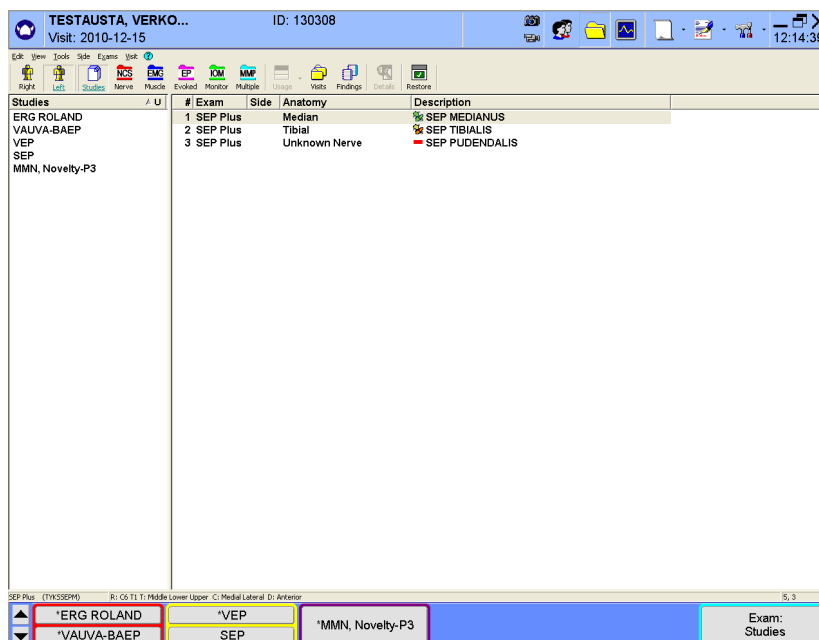 TESTAUSTA, VERKO... ID: 130308
Visit: 2010-12-15
12:14:39
Edit View Tools Side Exams Visit
Right Left Studies Nerve Muscle Evoked Monitor Multiple Usage Visits Findings Details Restore
NCS EMG EP IOM MMP
Studies U # Exam Side Anatomy Description
ERG ROLAND 1 SEP Plus Median SEP MEDIANUS
VAUVA-BAEP 2 SEP Plus Tibial SEP TIBIALIS
VEP 3 SEP Plus Unknown Nerve SEP PUDENDALIS
SEP
MMN, Novelty-P3
SEP Plus (TYKSSEPM) R: C6 T1 T: Middle Lower Upper C: Medial Lateral D: Anterior 5, 3
*ERG ROLAND *VEP *MMN, Novelty-P3 Exam:
*VAUVA-BAEP SEP Studies